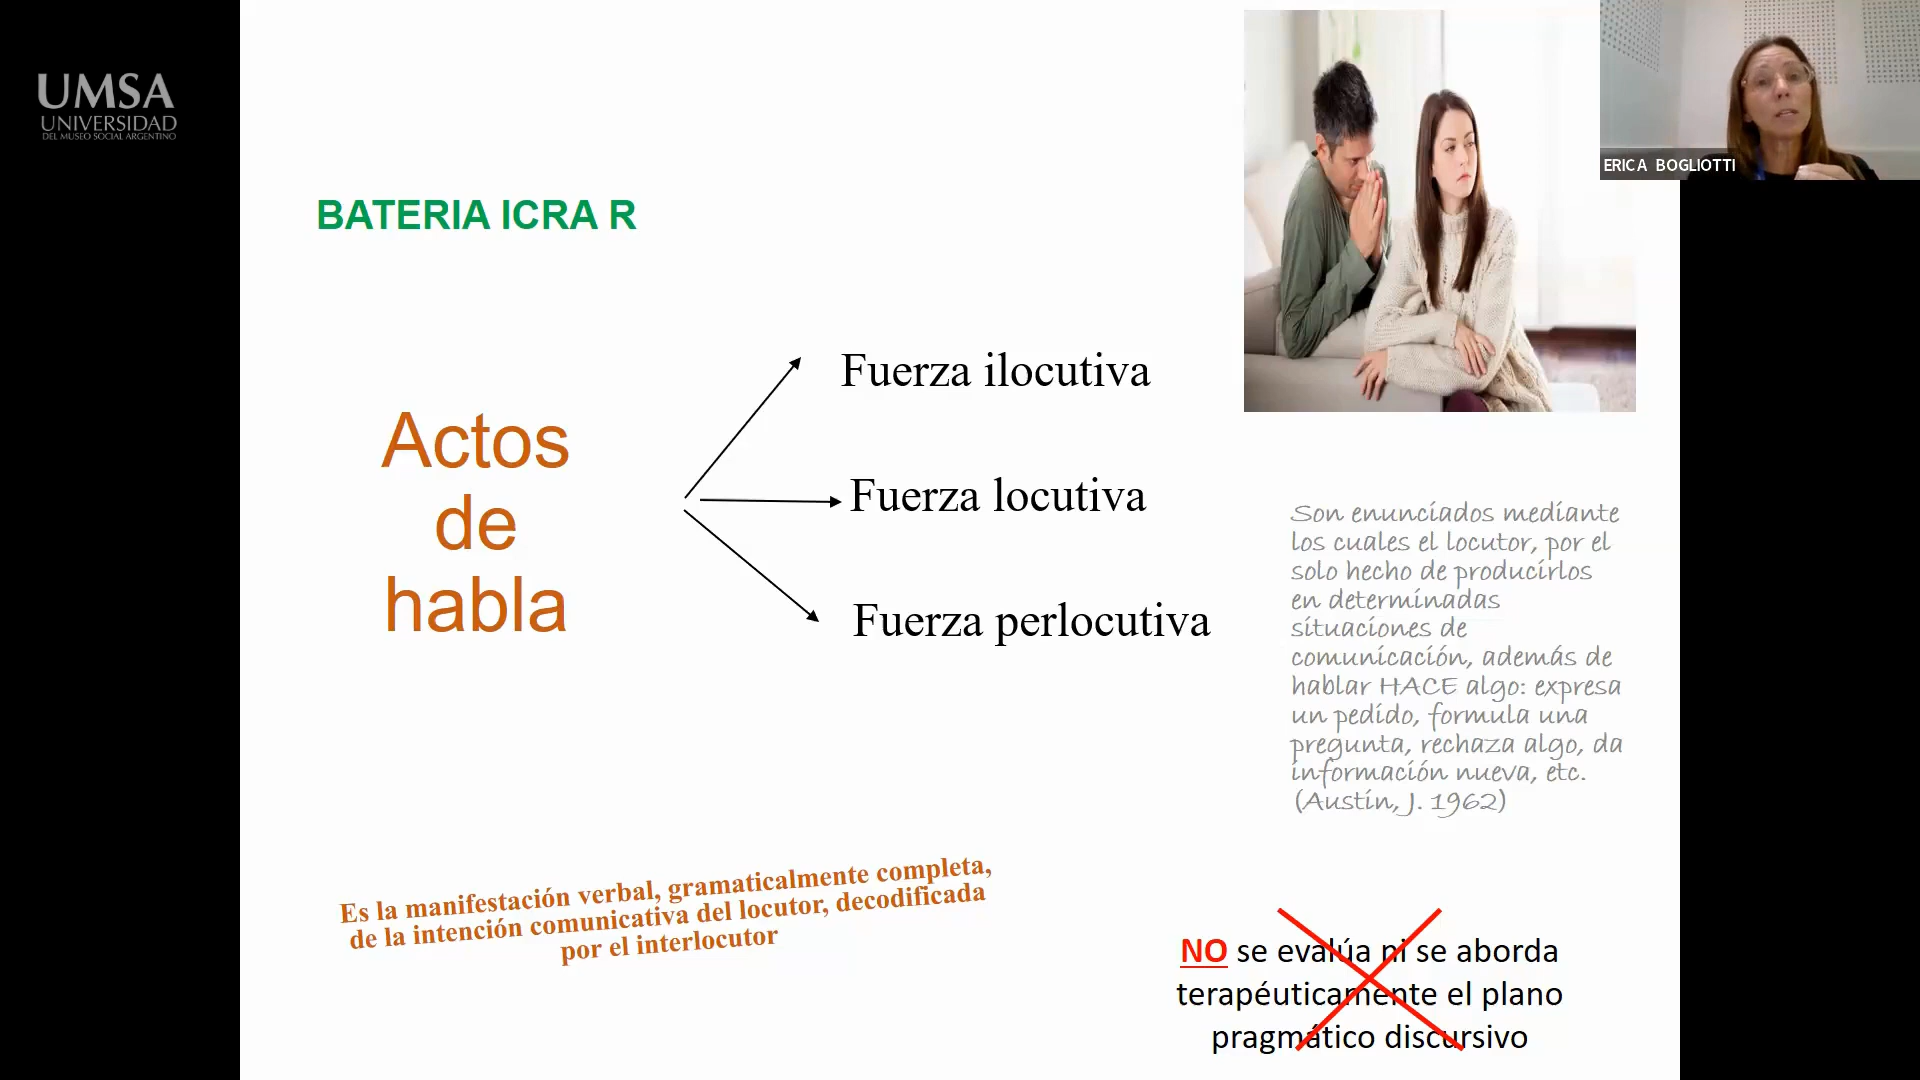 UMSA
UNIVERSIDAD
DEL MUSEO SOCIAL ARGENTINO
ERICA BOGLIOTTI
BATERIA ICRA R
Actos
de
habla
Fuerza ilocutiva
Fuerza locutiva
Fuerza perlocutiva
Son enunciados mediante
los cuales el locutor, por el
solo hecho de producirlos
en determinadas
situaciones de
comunicación, además de
hablar HACE algo: expresa
un pedido, formula una
pregunta, rechaza algo, da
información nueva, etc.
(Austin, J. 1962)
Es la manifestación verbal, gramaticalmente completa,
de la intención comunicativa del locutor, decodificada
por el interlocutor
NO se evalúa ni se aborda
terapéuticamente el plano
pragmático discursivo